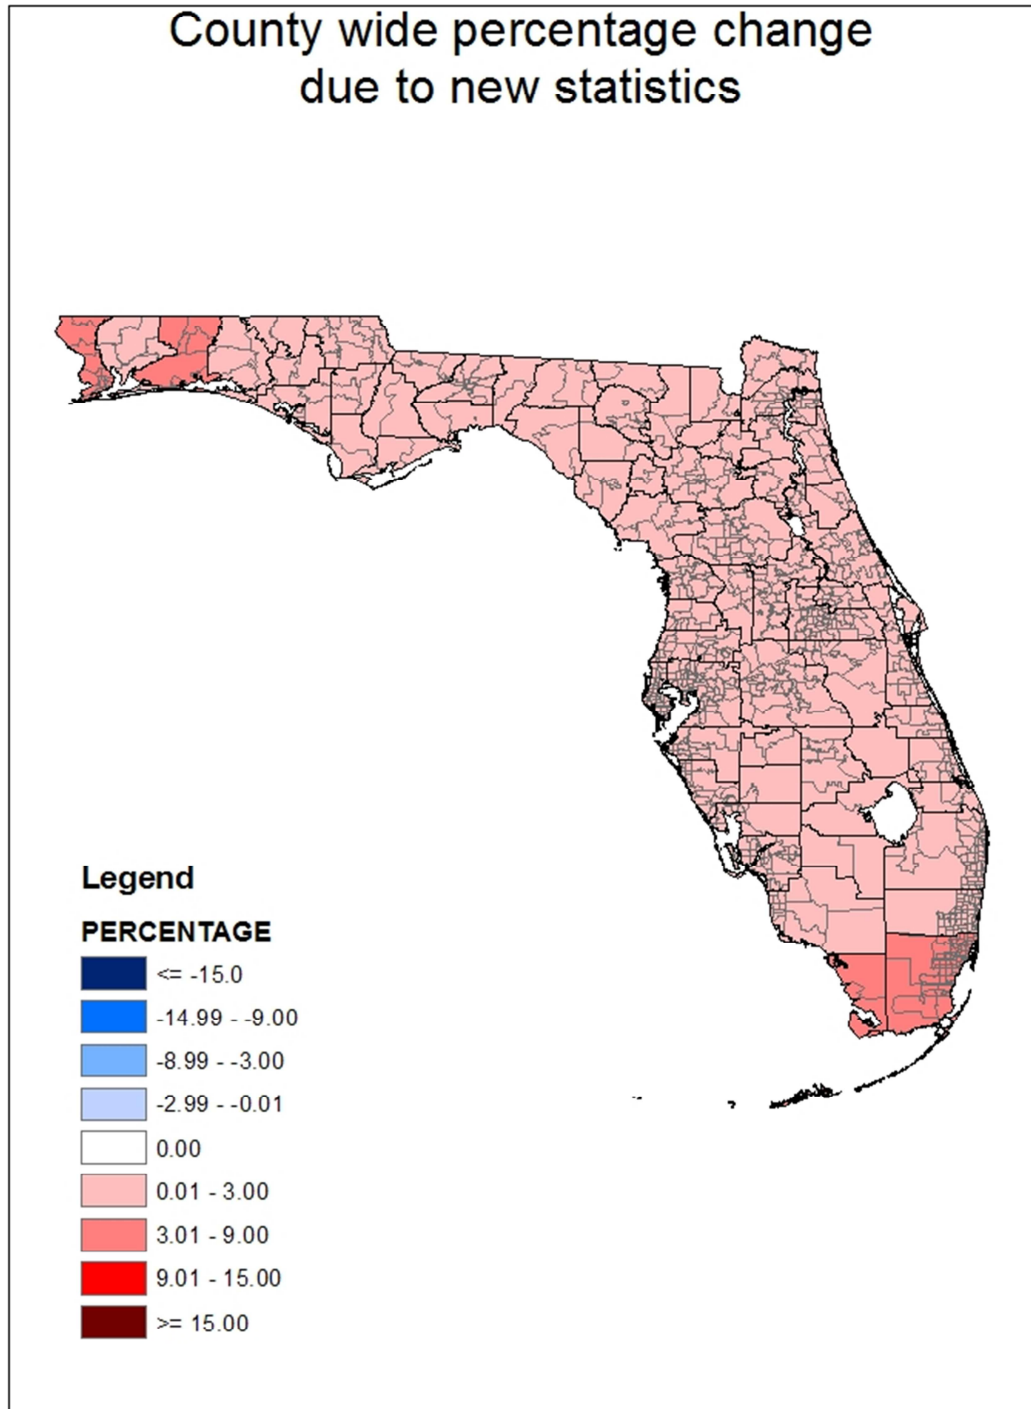 County wide percentage change
due to new statistics
Legend
PERCENTAGE
<= -15.0
-14.99 - -9.00
-8.99 - -3.00
-2.99 - -0.01
0.00
0.01 - 3.00
3.01 - 9.00
9.01 - 15.00
>= 15.00